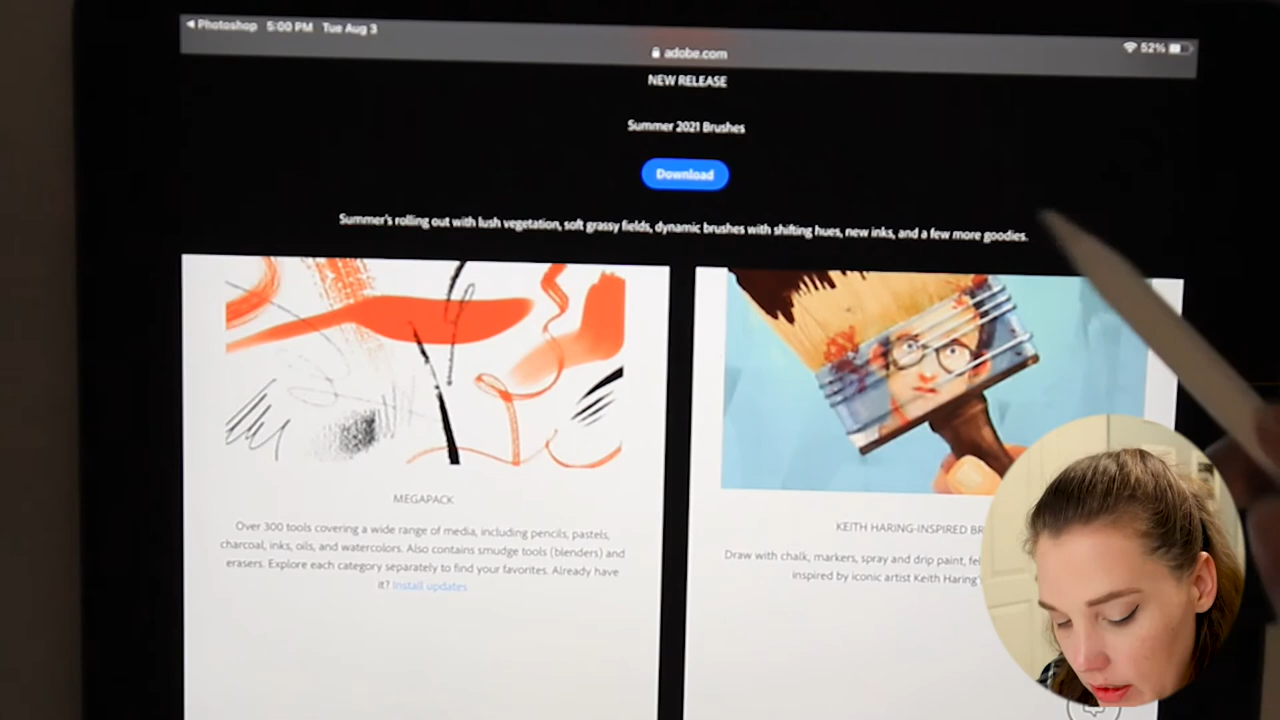 ◀ Photoshop 5:00 PM Tue Aug 3
adobe.com
52%
NEW RELEASE
Summer 2021 Brushes
Download
Summer's rolling out with lush vegetation, soft grassy fields, dynamic brushes with shifting hues, new inks, and a few more goodies.
MEGAPACK
Over 300 tools covering a wide range of media, including pencils, pastels,
charcoal, inks, oils, and watercolors. Also contains smudge tools (blenders) and
erasers. Explore each category separately to find your favorites. Already have
it? Install updates
KEITH HARING-INSPIRED
Draw with chalk, markers, spray and drip paint,
inspired by iconic artist Keith Haring